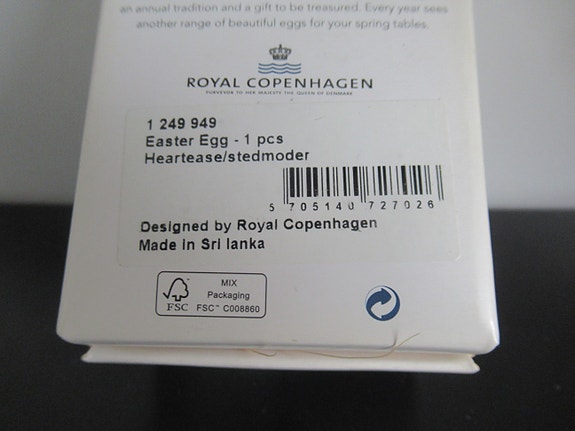 an annual tradition and a gift to be treasured. Every year sees
another range of beautiful eggs for your spring tables.
ROYAL COPENHAGEN
PURVEYOR TO HER MAJESTY THE QUEEN OF DENMARK
1 249 949
Easter Egg - 1 pcs
Heartease/stedmoder
5 705140 727026
Designed by Royal Copenhagen
Made in Sri lanka
MIX
Packaging
FSC™ C008860
FSC